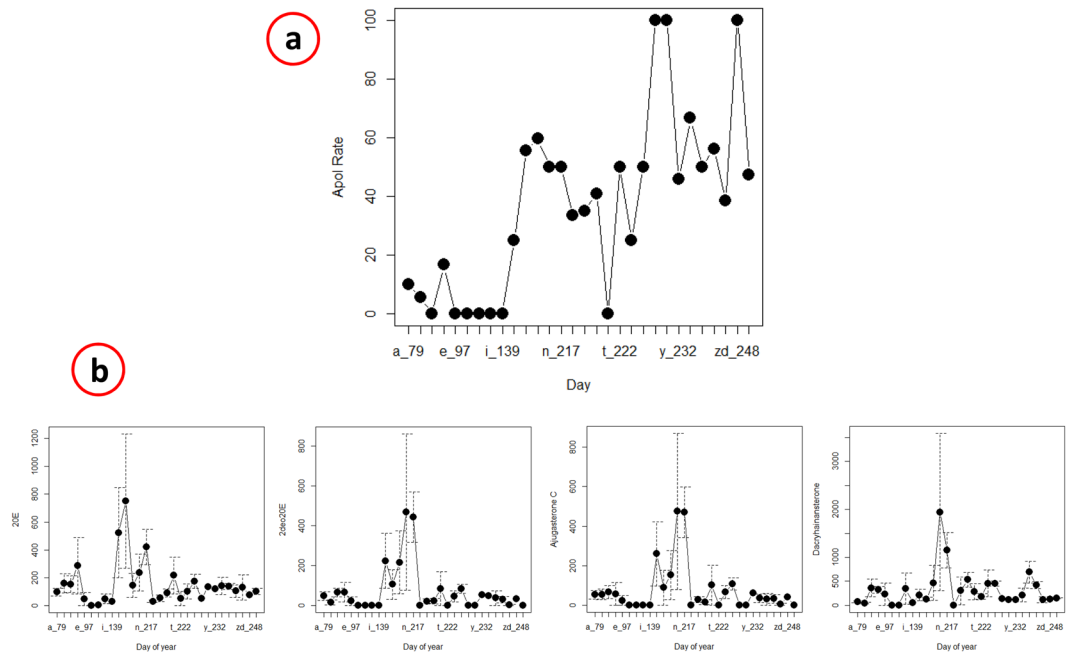 a
100
80
60
40
20
0
Apol Rate
a_79 e_97 i_139 n_217 t_222 y_232 zd_248
Day
b
1200
1000
800
600
400
200
0
20E
a_79 e_97 i_139 n_217 t_222 y_232 zd_248
Day of year
800
600
400
200
0
2deo20E
a_79 e_97 i_139 n_217 t_222 y_232 zd_248
Day of year
800
600
400
200
0
Ajugasterone C
a_79 e_97 i_139 n_217 t_222 y_232 zd_248
Day of year
3000
2000
1000
500
0
Dacryhainansterone
a_79 e_97 i_139 n_217 t_222 y_232 zd_248
Day of year